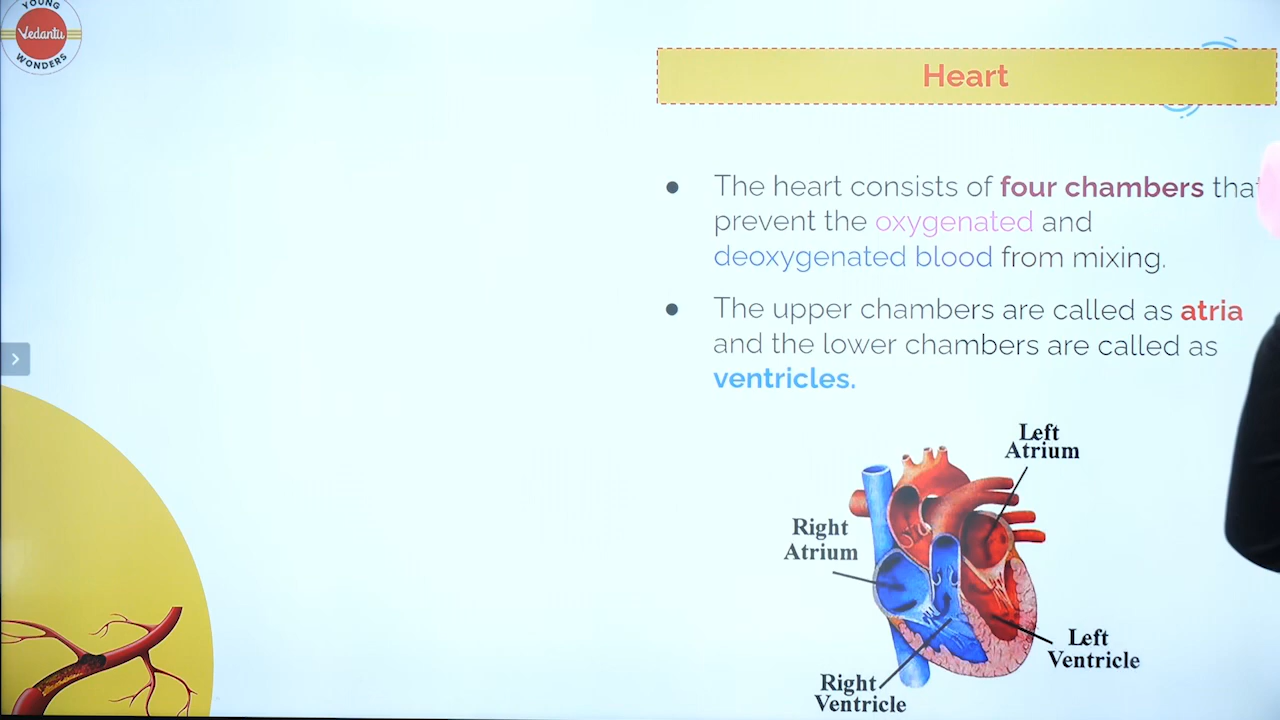 YOUNG
Vedantu
WONDERS
Heart
The heart consists of four chambers that
prevent the oxygenated and
deoxygenated blood from mixing.
The upper chambers are called as atria
and the lower chambers are called as
ventricles.
Left
Atrium
Right
Atrium
Left
Ventricle
Right
Ventricle